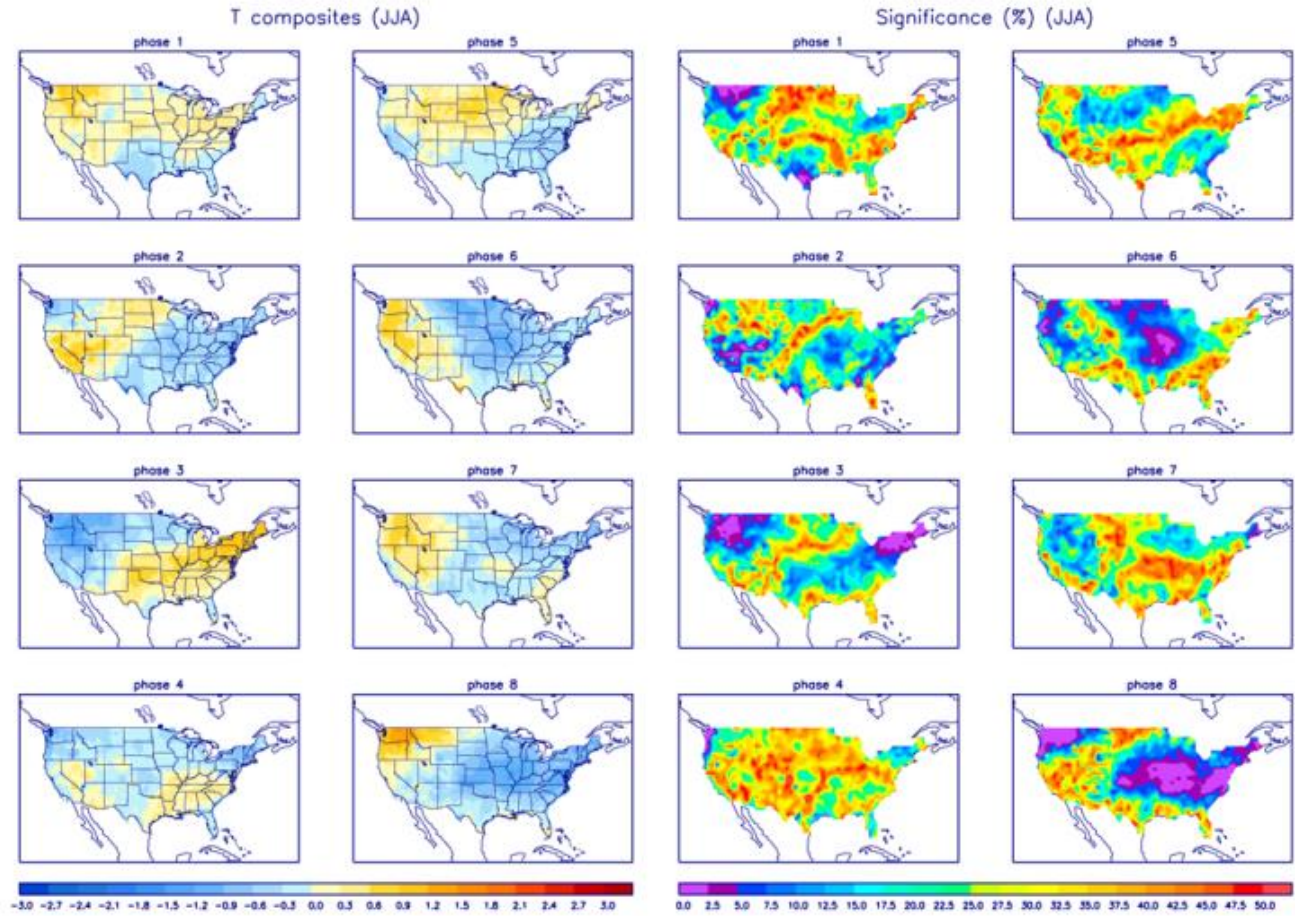 T composites (JJA)
Significance (%) (JJA)
phase 1
phase 5
phase 1
phase 5
phase 2
phase 6
phase 2
phase 6
phase 3
phase 7
phase 3
phase 7
phase 4
phase 8
phase 4
phase 8
-3.0 -2.7 -2.4 -2.1 -1.8 -1.5 -1.2 -0.9 -0.6 -0.3 0.0 0.3 0.6 0.9 1.2 1.5 1.8 2.1 2.4 2.7 3.0
0.0 2.5 5.0 7.5 10.0 12.5 15.0 17.5 20.0 22.5 25.0 27.5 30.0 32.5 35.0 37.5 40.0 42.5 45.0 47.5 50.0